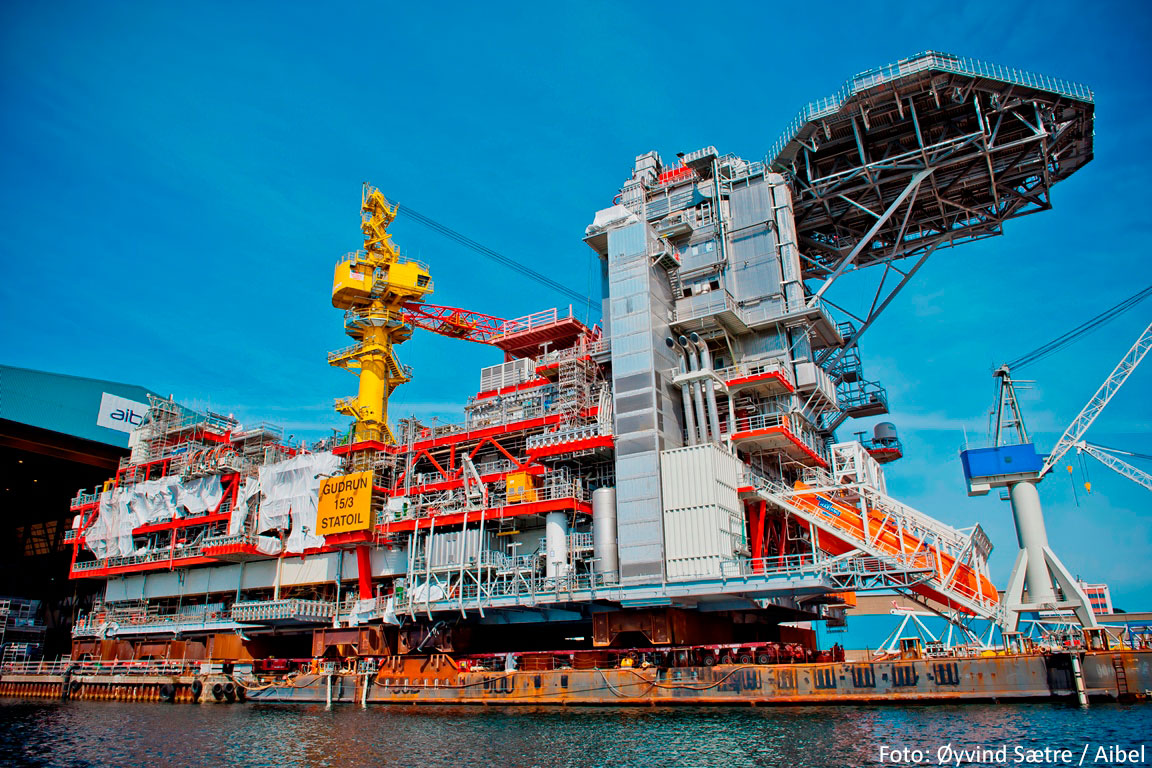 aib
GUDRUN
15/3
STATOIL
Foto: Øyvind Sætre / Aibel